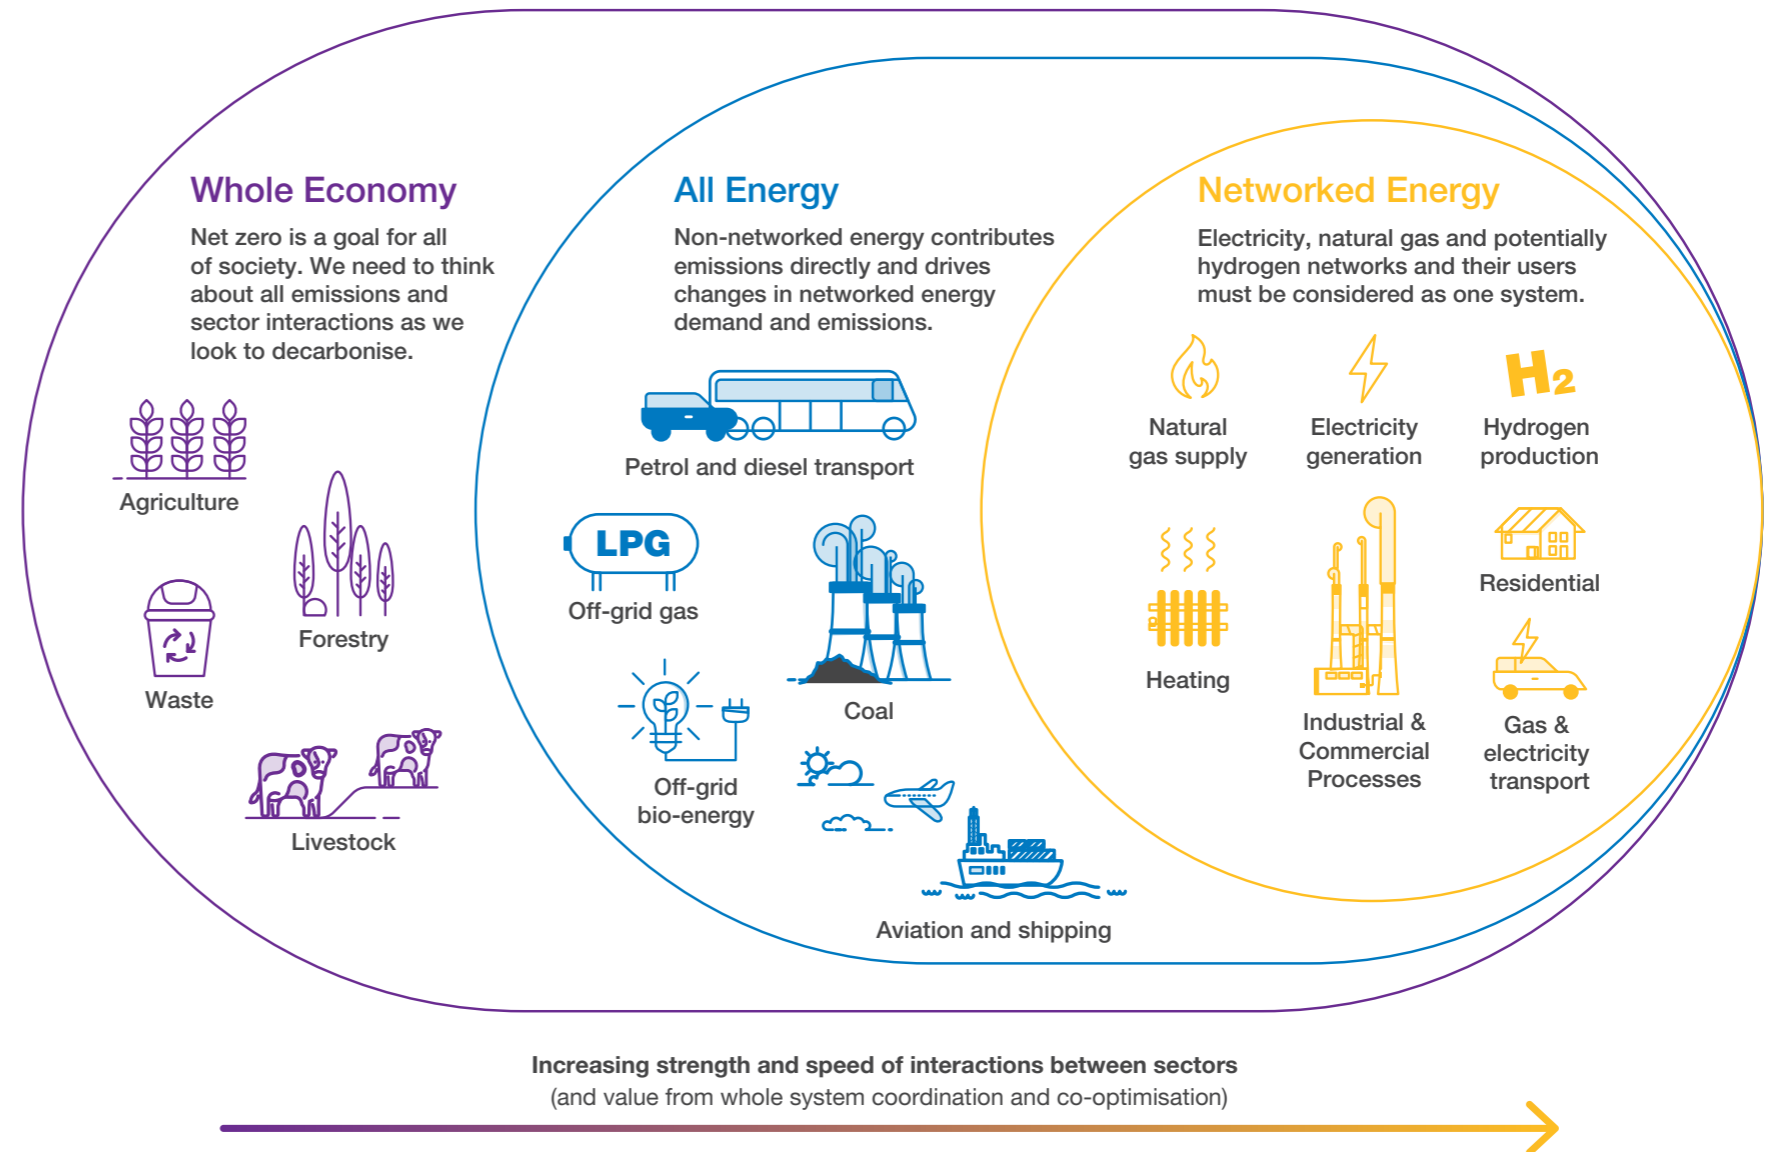 Whole Economy
Net zero is a goal for all
of society. We need to think
about all emissions and
sector interactions as we
look to decarbonise.
Agriculture
Forestry
Waste
Livestock
All Energy
Non-networked energy contributes
emissions directly and drives
changes in networked energy
demand and emissions.
Petrol and diesel transport
LPG
Off-grid gas
Coal
Off-grid
bio-energy
Aviation and shipping
Networked Energy
Electricity, natural gas and potentially
hydrogen networks and their users
must be considered as one system.
Natural
gas supply
Electricity
generation
H2
Hydrogen
production
Heating
Industrial &
Commercial
Processes
Residential
Gas &
electricity
transport
Increasing strength and speed of interactions between sectors
(and value from whole system coordination and co-optimisation)